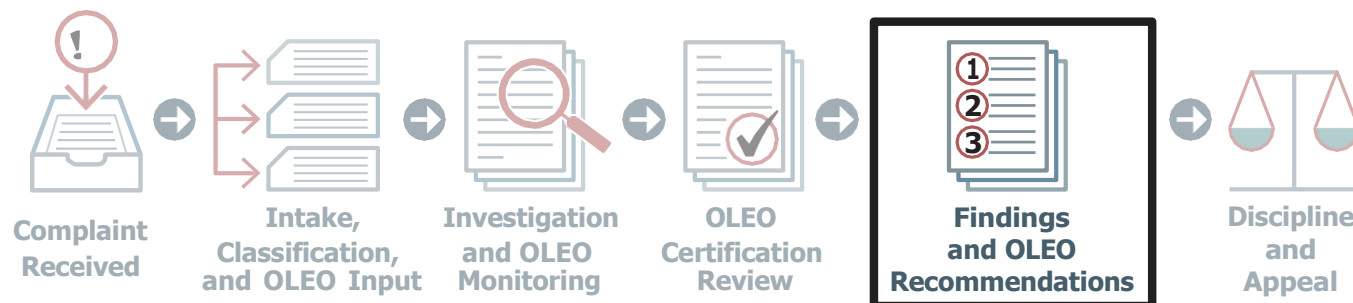 !
1
2
3
Complaint
Received
Intake,
Classification,
and OLEO Input
Investigation
and OLEO
Monitoring
OLEO
Certification
Review
Findings
and OLEO
Recommendations
Discipline
and
Appeal